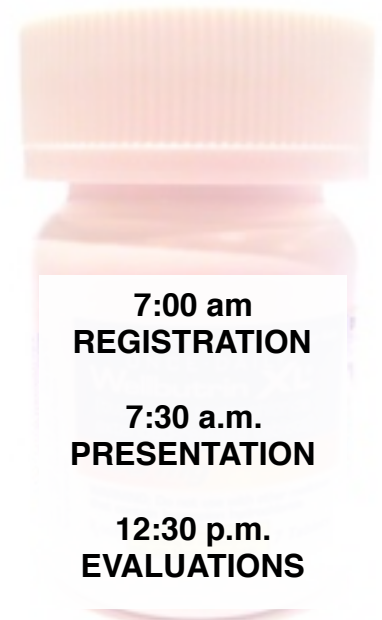 7:00 am
REGISTRATION
7:30 a.m.
PRESENTATION
12:30 p.m.
EVALUATIONS